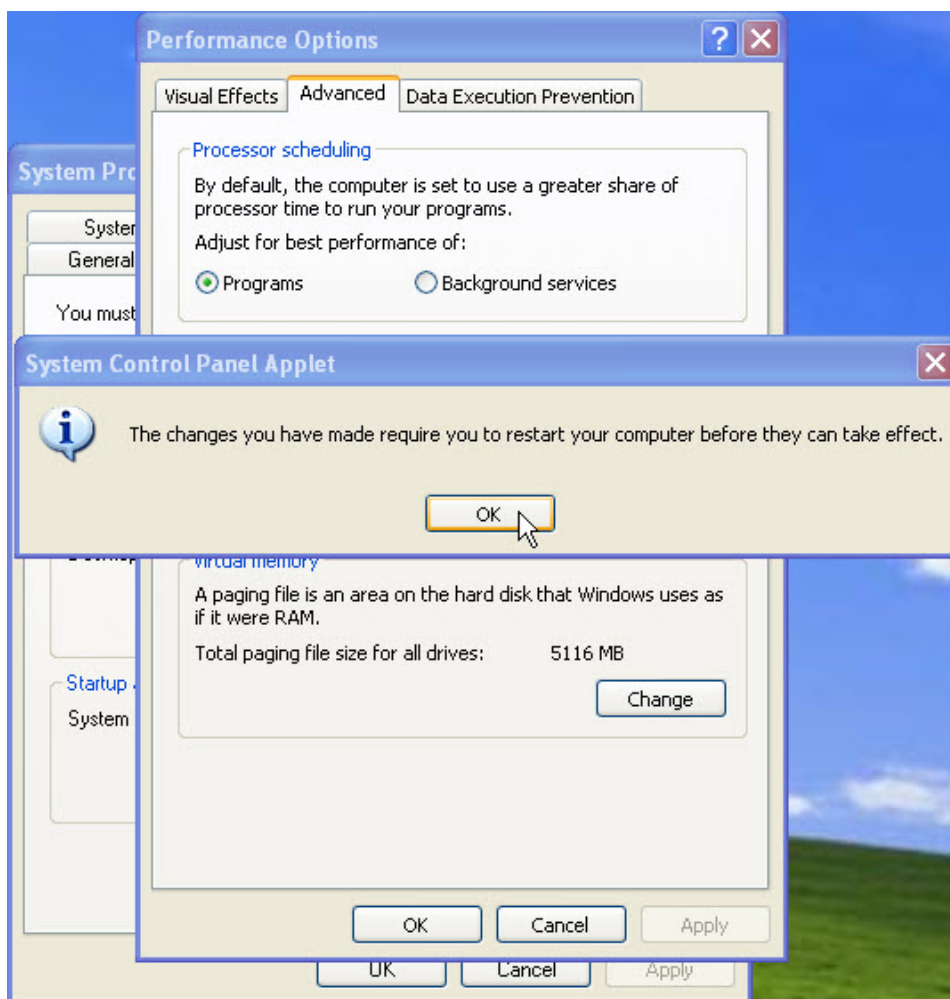 Performance Options
Visual Effects
Advanced
Data Execution Prevention
System Pro
Processor scheduling
By default, the computer is set to use a greater share of
processor time to run your programs.
Adjust for best performance of:
Programs
Background services
System
General
You must
System Control Panel Applet
The changes you have made require you to restart your computer before they can take effect.
OK
Virtual memory
A paging file is an area on the hard disk that Windows uses as
if it were RAM.
Total paging file size for all drives: 5116 MB
Change
Startup
System
OK
Cancel
Apply
OK
Cancel
Apply